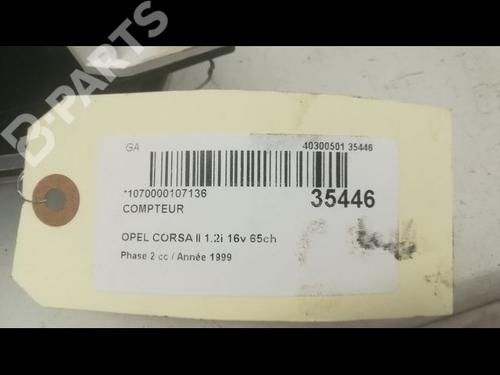 B-PARTS
GA
40300501 35446
*1070000107136
35446
COMPTEUR
OPEL CORSA II 1.2i 16v 65ch
Phase 2 cc / Année 1999